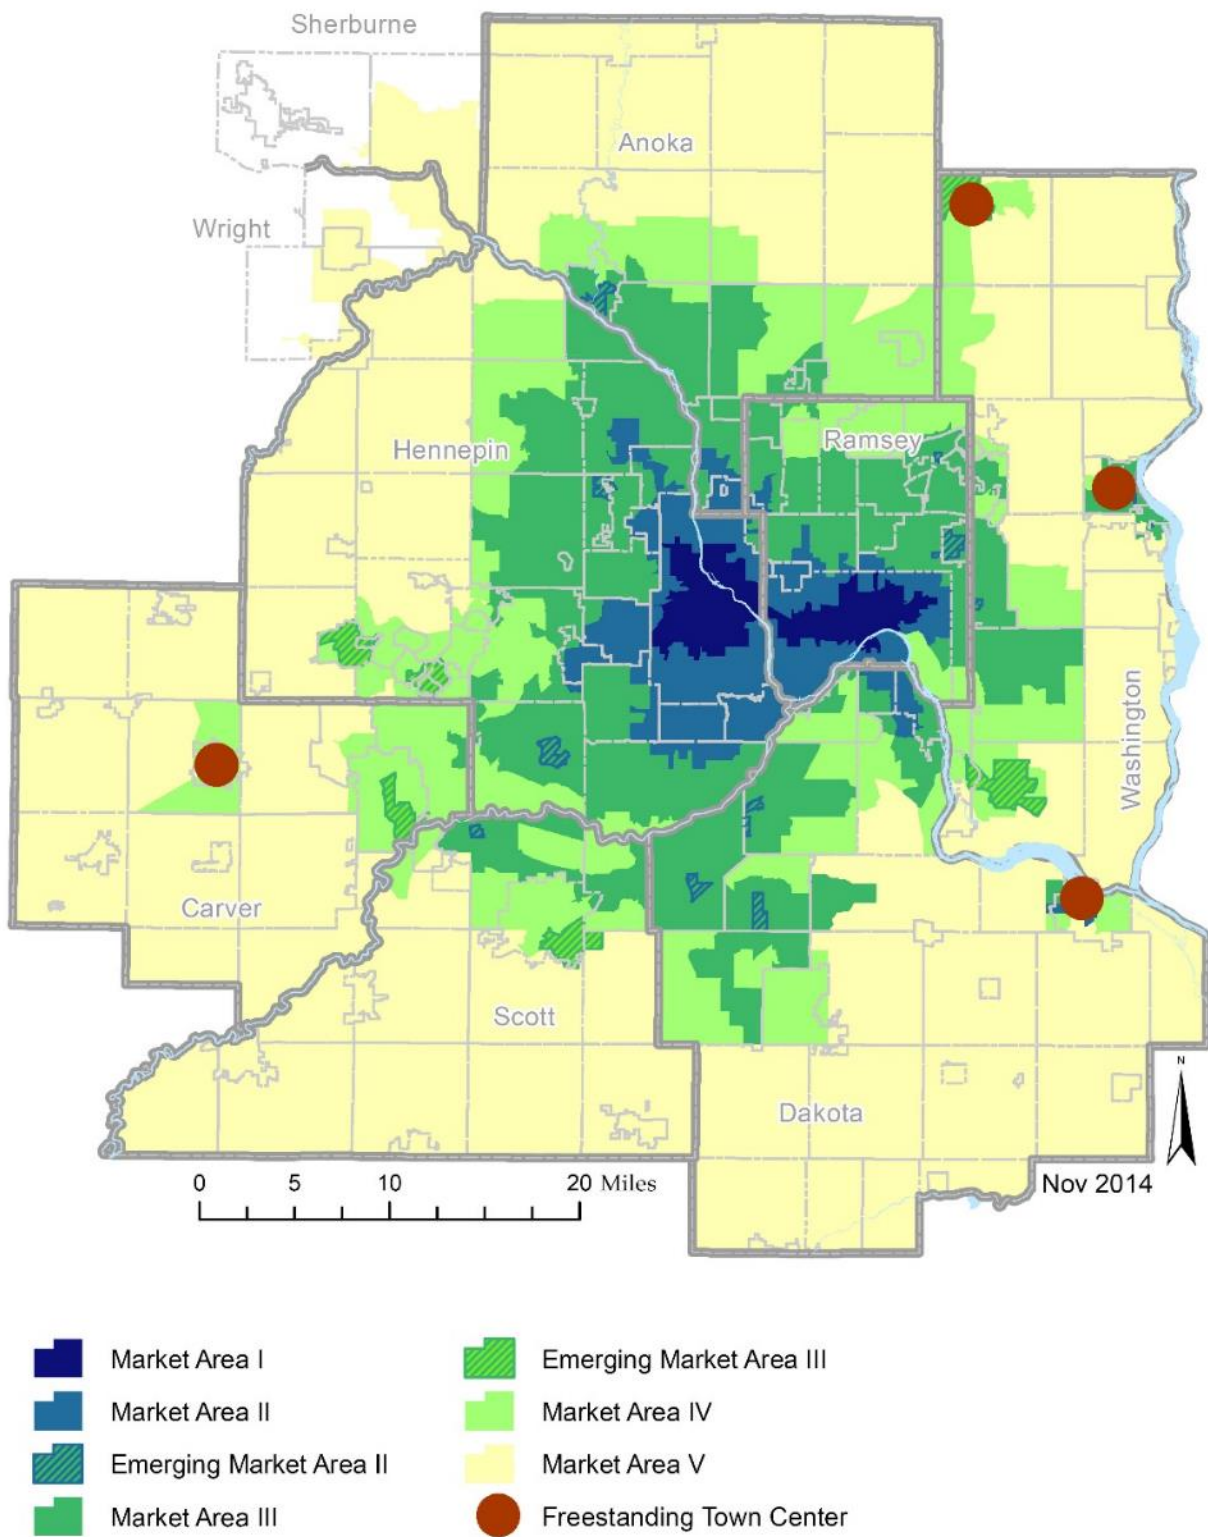 Sherburne
Anoka
Wright
Hennepin
Ramsey
Washington
Carver
Scott
Dakota
N
0 5 10 20 Miles
Nov 2014
Market Area I
Market Area II
Emerging Market Area II
Market Area III
Emerging Market Area III
Market Area IV
Market Area V
Freestanding Town Center